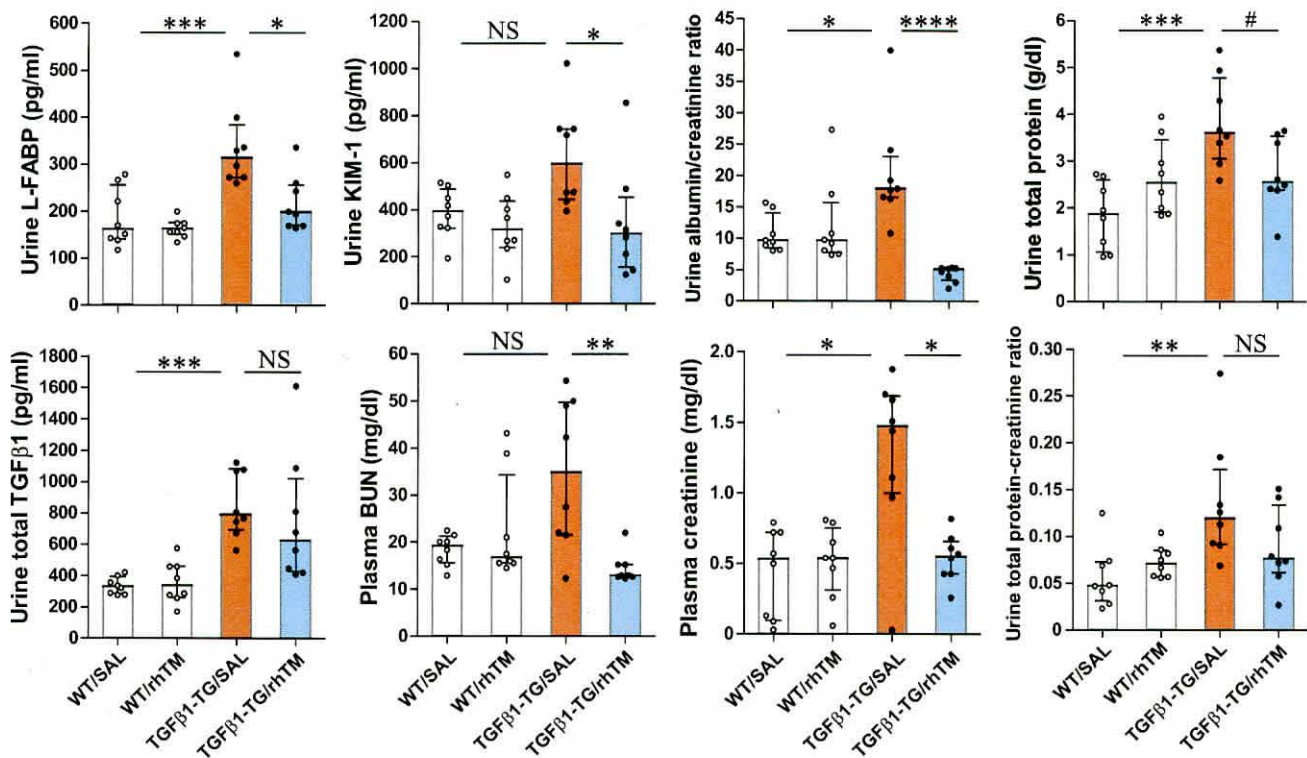 Urine L-FABP (pg/ml)
600
500
400
300
200
100
0
***
*
Urine KIM-1 (pg/ml)
1200
1000
800
600
400
200
0
NS
*
Urine albumin/creatinine ratio
45
40
35
30
25
20
15
10
5
0
*
****
Urine total protein (g/dl)
6
5
4
3
2
1
0
***
#
Urine total TGFβ1 (pg/ml)
1800
1600
1400
1200
1000
800
600
400
200
0
***
NS
WT/SAL
WT/rhTM
TGFβ1-TG/SAL
TGFβ1-TG/rhTM
Plasma BUN (mg/dl)
60
50
40
30
20
10
0
NS
**
WT/SAL
WT/rhTM
TGFβ1-TG/SAL
TGFβ1-TG/rhTM
Plasma creatinine (mg/dl)
2.0
1.5
1.0
0.5
0.0
*
*
WT/SAL
WT/rhTM
TGFβ1-TG/SAL
TGFβ1-TG/rhTM
Urine total protein-creatinine ratio
0.30
0.25
0.20
0.15
0.10
0.05
0.00
**
NS
WT/SAL
WT/rhTM
TGFβ1-TG/SAL
TGFβ1-TG/rhTM